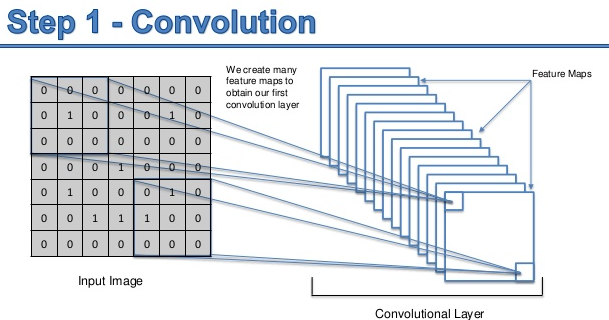 Step 1 - Convolution
We create many
feature maps to
obtain our first
convolution layer
Feature Maps
0 0 0 0 0 0 0
0 1 0 0 0 1 0
0 0 0 0 0 0 0
0 0 0 1 0 0 0
0 1 0 0 0 1 0
0 0 1 1 1 0 0
0 0 0 0 0 0 0
Input Image
Convolutional Layer